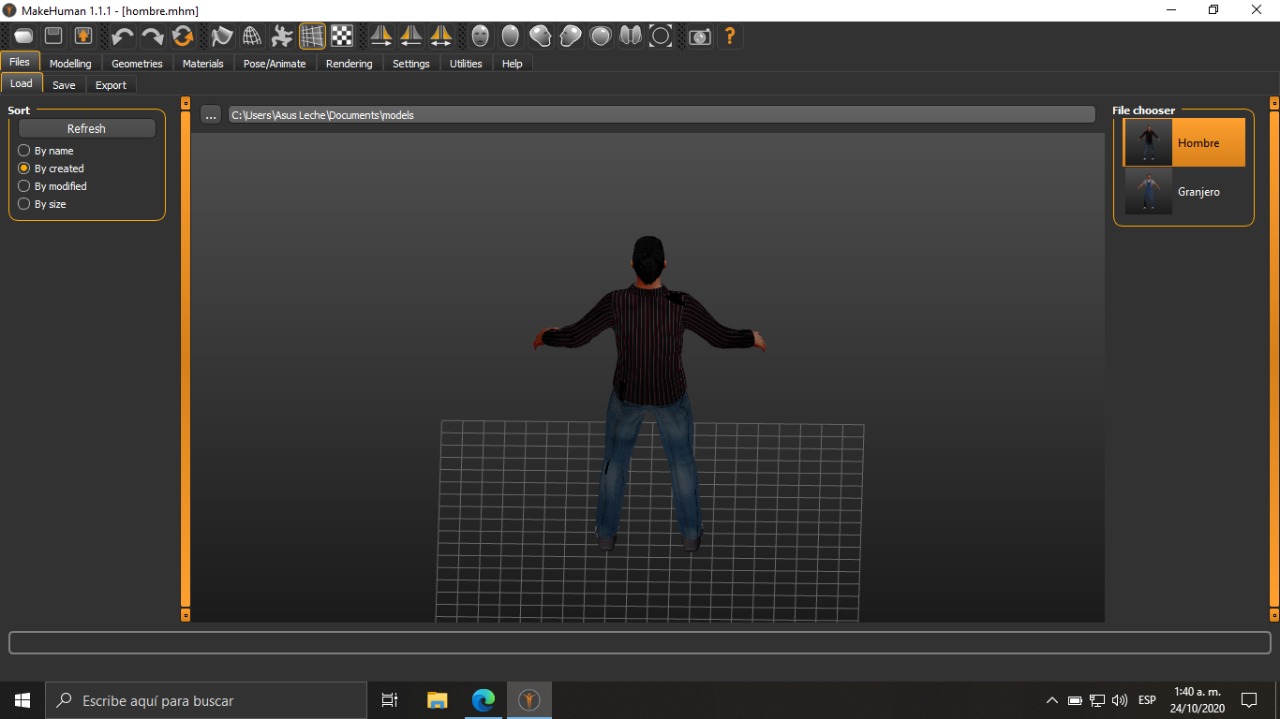 MakeHuman 1.1.1 - [hombre.mhm]
Files Modelling Geometries Materials Pose/Animate Rendering Settings Utilities Help
Load Save Export
Sort
Refresh
By name
By created
By modified
By size
... C:\Users\Asus Leche\Documents\models
File chooser
Hombre
Granjero
Escribe aquí para buscar
ESP
1:40 a. m.
24/10/2020